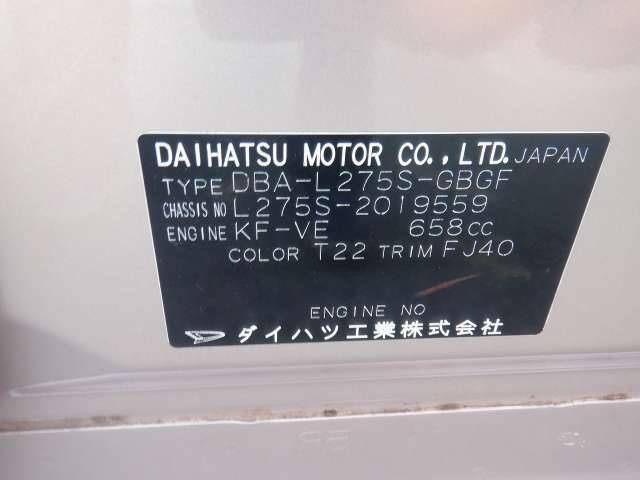 DAIHATSU MOTOR CO.,LTD. JAPAN
TYPE DBA-L275S-GBGF
CHASSIS NO L275S-2019559
ENGINE KF-VE 658CC
COLOR T22 TRIM FJ40
ENGINE NO
ダイハツ工業株式会社